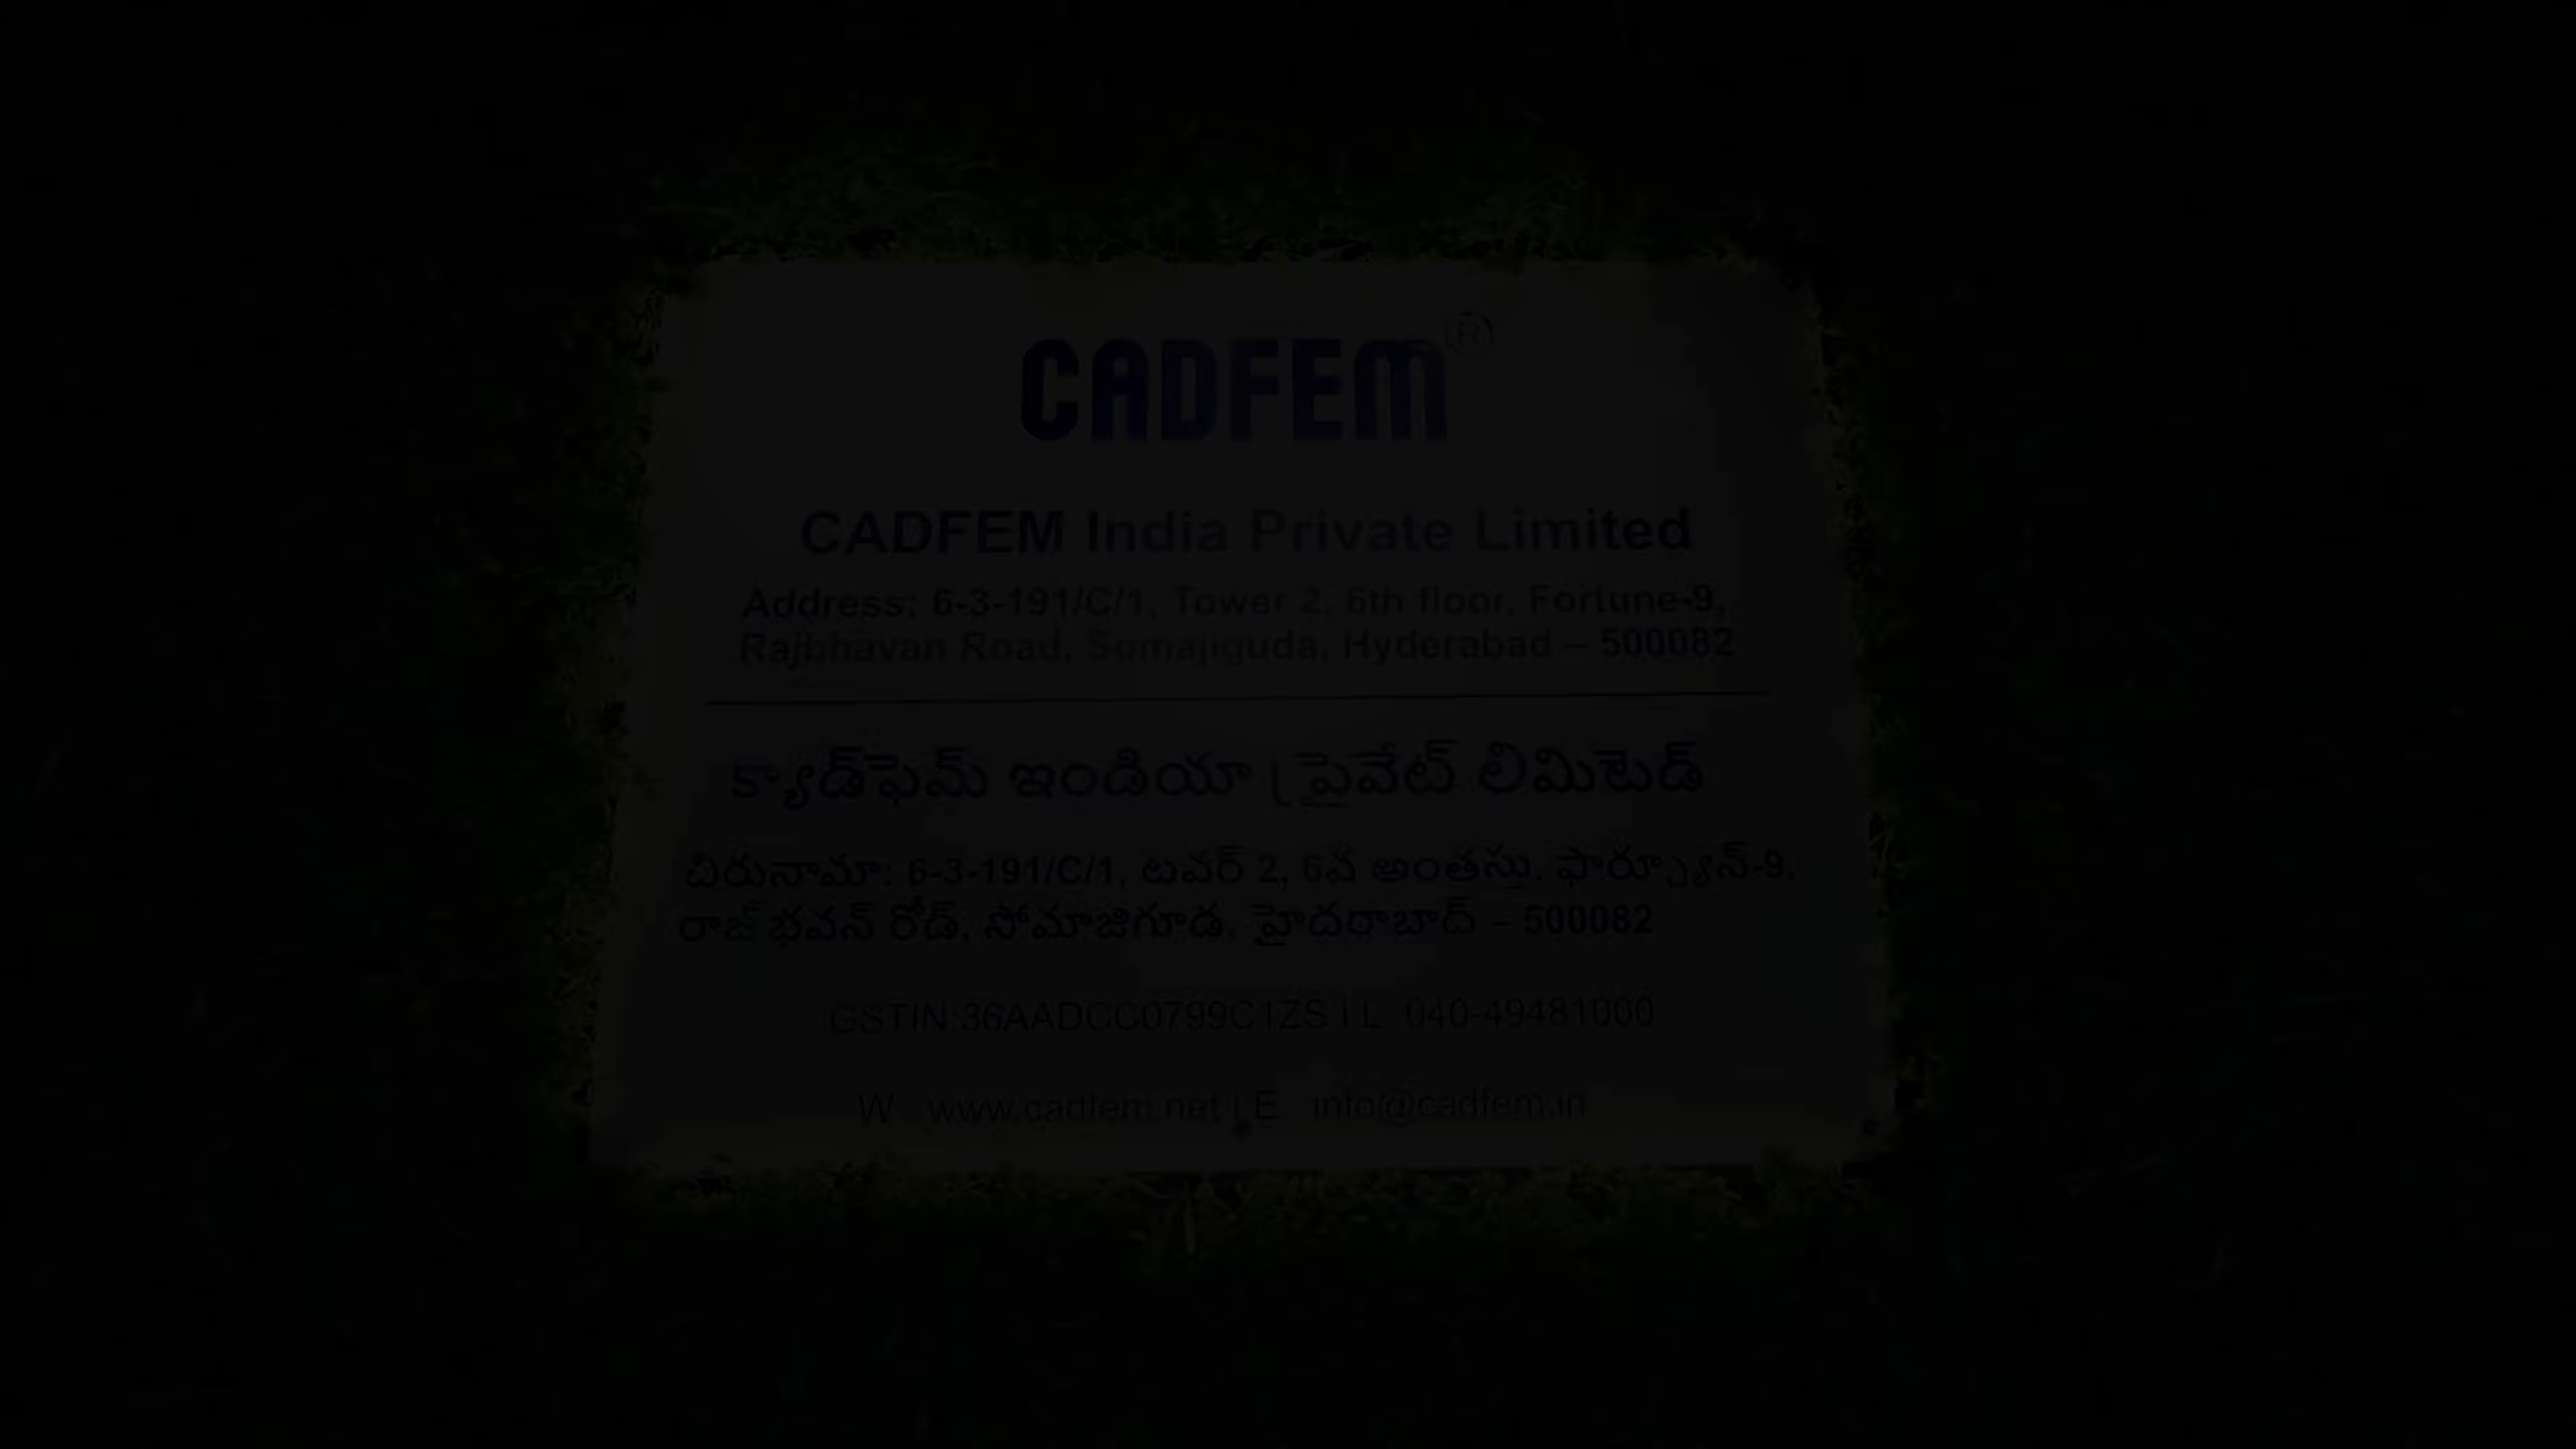 CADFEM®
CADFEM India Private Limited
Address: 6-3-191/C/1, Tower 2, 6th floor, Fortune-9,
Rajbhavan Road, Somajiguda, Hyderabad – 500082
క్యాడ్‌ఫెమ్ ఇండియా ప్రైవేట్ లిమిటెడ్
చిరునామా: 6-3-191/C/1, టవర్ 2, 6వ అంతస్తు, ఫార్చ్యూన్-9,
రాజ్ భవన్ రోడ్, సోమాజిగూడ, హైదరాబాద్ – 500082
GSTIN:36AADCC0799C1ZS I L 040-49481000
W www.cadfem.net | E info@cadfem.in